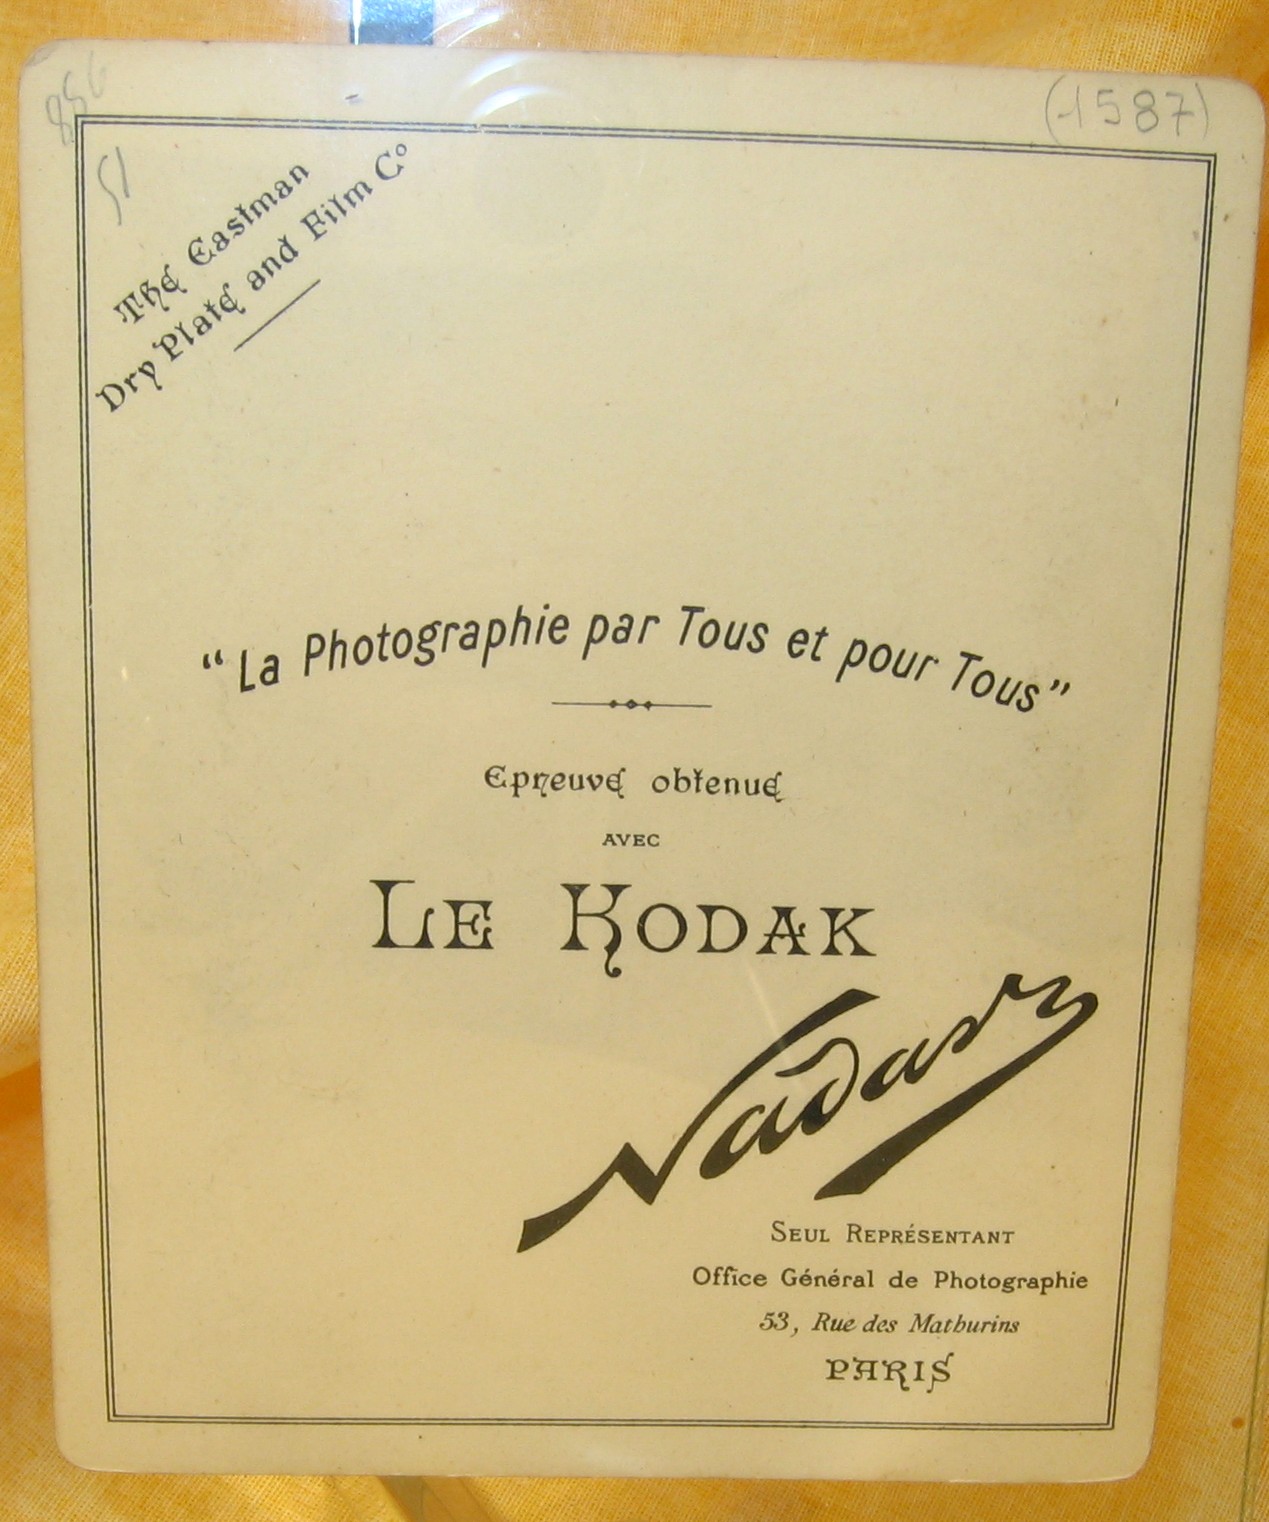 856
51
(-1587)
The Eastman
Dry Plate and Film Cº
“La Photographie par Tous et pour Tous”
Epreuve obtenue
AVEC
LE KODAK
Nadar
SEUL REPRÉSENTANT
Office Général de Photographie
53, Rue des Mathurins
PARIS